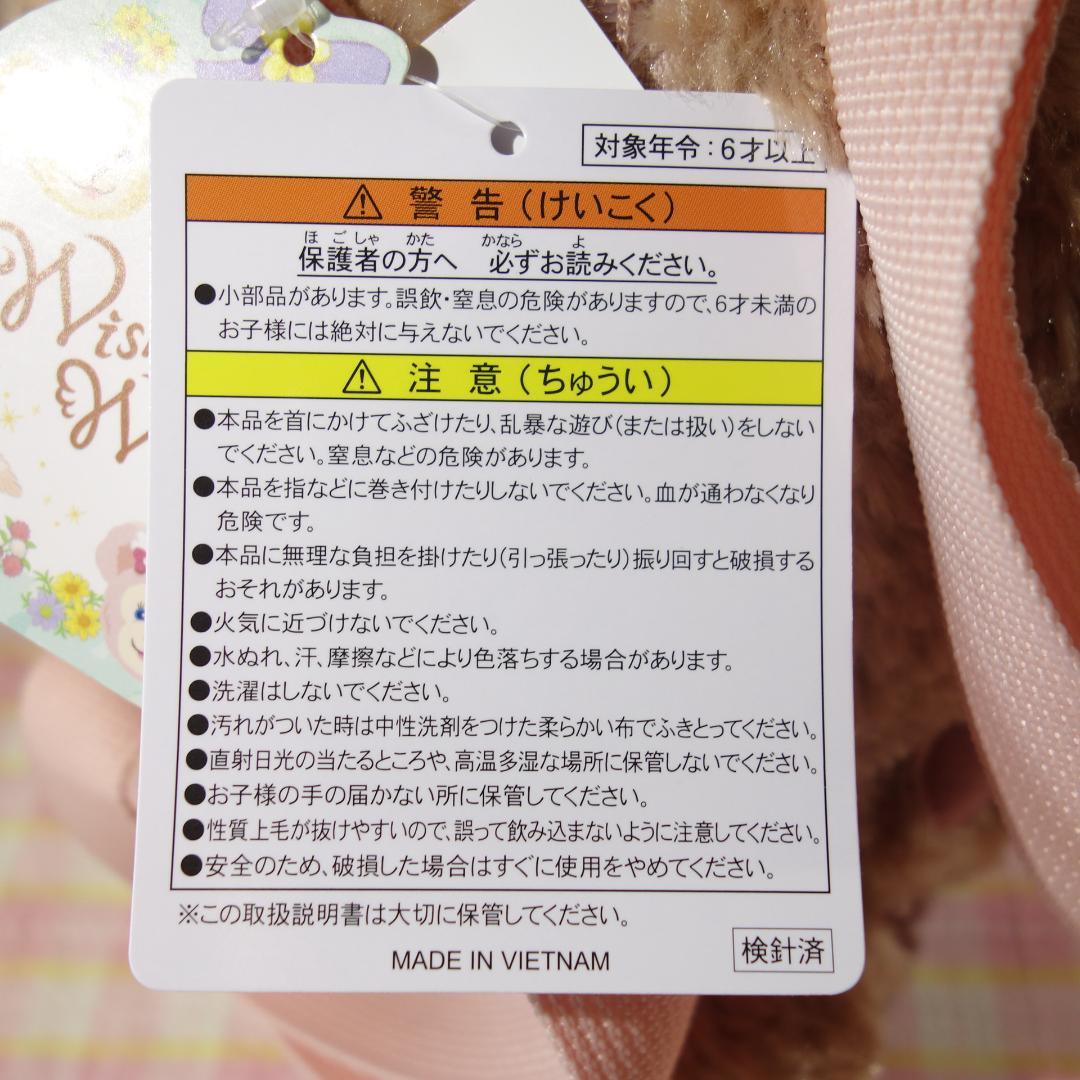 対象年令：6才以上
⚠ 警 告（けいこく）
ほ ご しゃ かた かなら よ
保護者の方へ 必ずお読みください。
●小部品があります。誤飲・窒息の危険がありますので、6才未満の
お子様には絶対に与えないでください。
⚠ 注 意（ちゅうい）
●本品を首にかけてふざけたり、乱暴な遊び（または扱い）をしない
でください。窒息などの危険があります。
●本品を指などに巻き付けたりしないでください。血が通わなくなり
危険です。
●本品に無理な負担を掛けたり（引っ張ったり）振り回すと破損する
おそれがあります。
●火気に近づけないでください。
●水ぬれ、汗、摩擦などにより色落ちする場合があります。
●洗濯はしないでください。
●汚れがついた時は中性洗剤をつけた柔らかい布でふきとってください。
●直射日光の当たるところや、高温多湿な場所に保管しないでください。
●お子様の手の届かない所に保管してください。
●性質上毛が抜けやすいので、誤って飲み込まないように注意してください。
●安全のため、破損した場合はすぐに使用をやめてください。
※この取扱説明書は大切に保管してください。
MADE IN VIETNAM
検針済